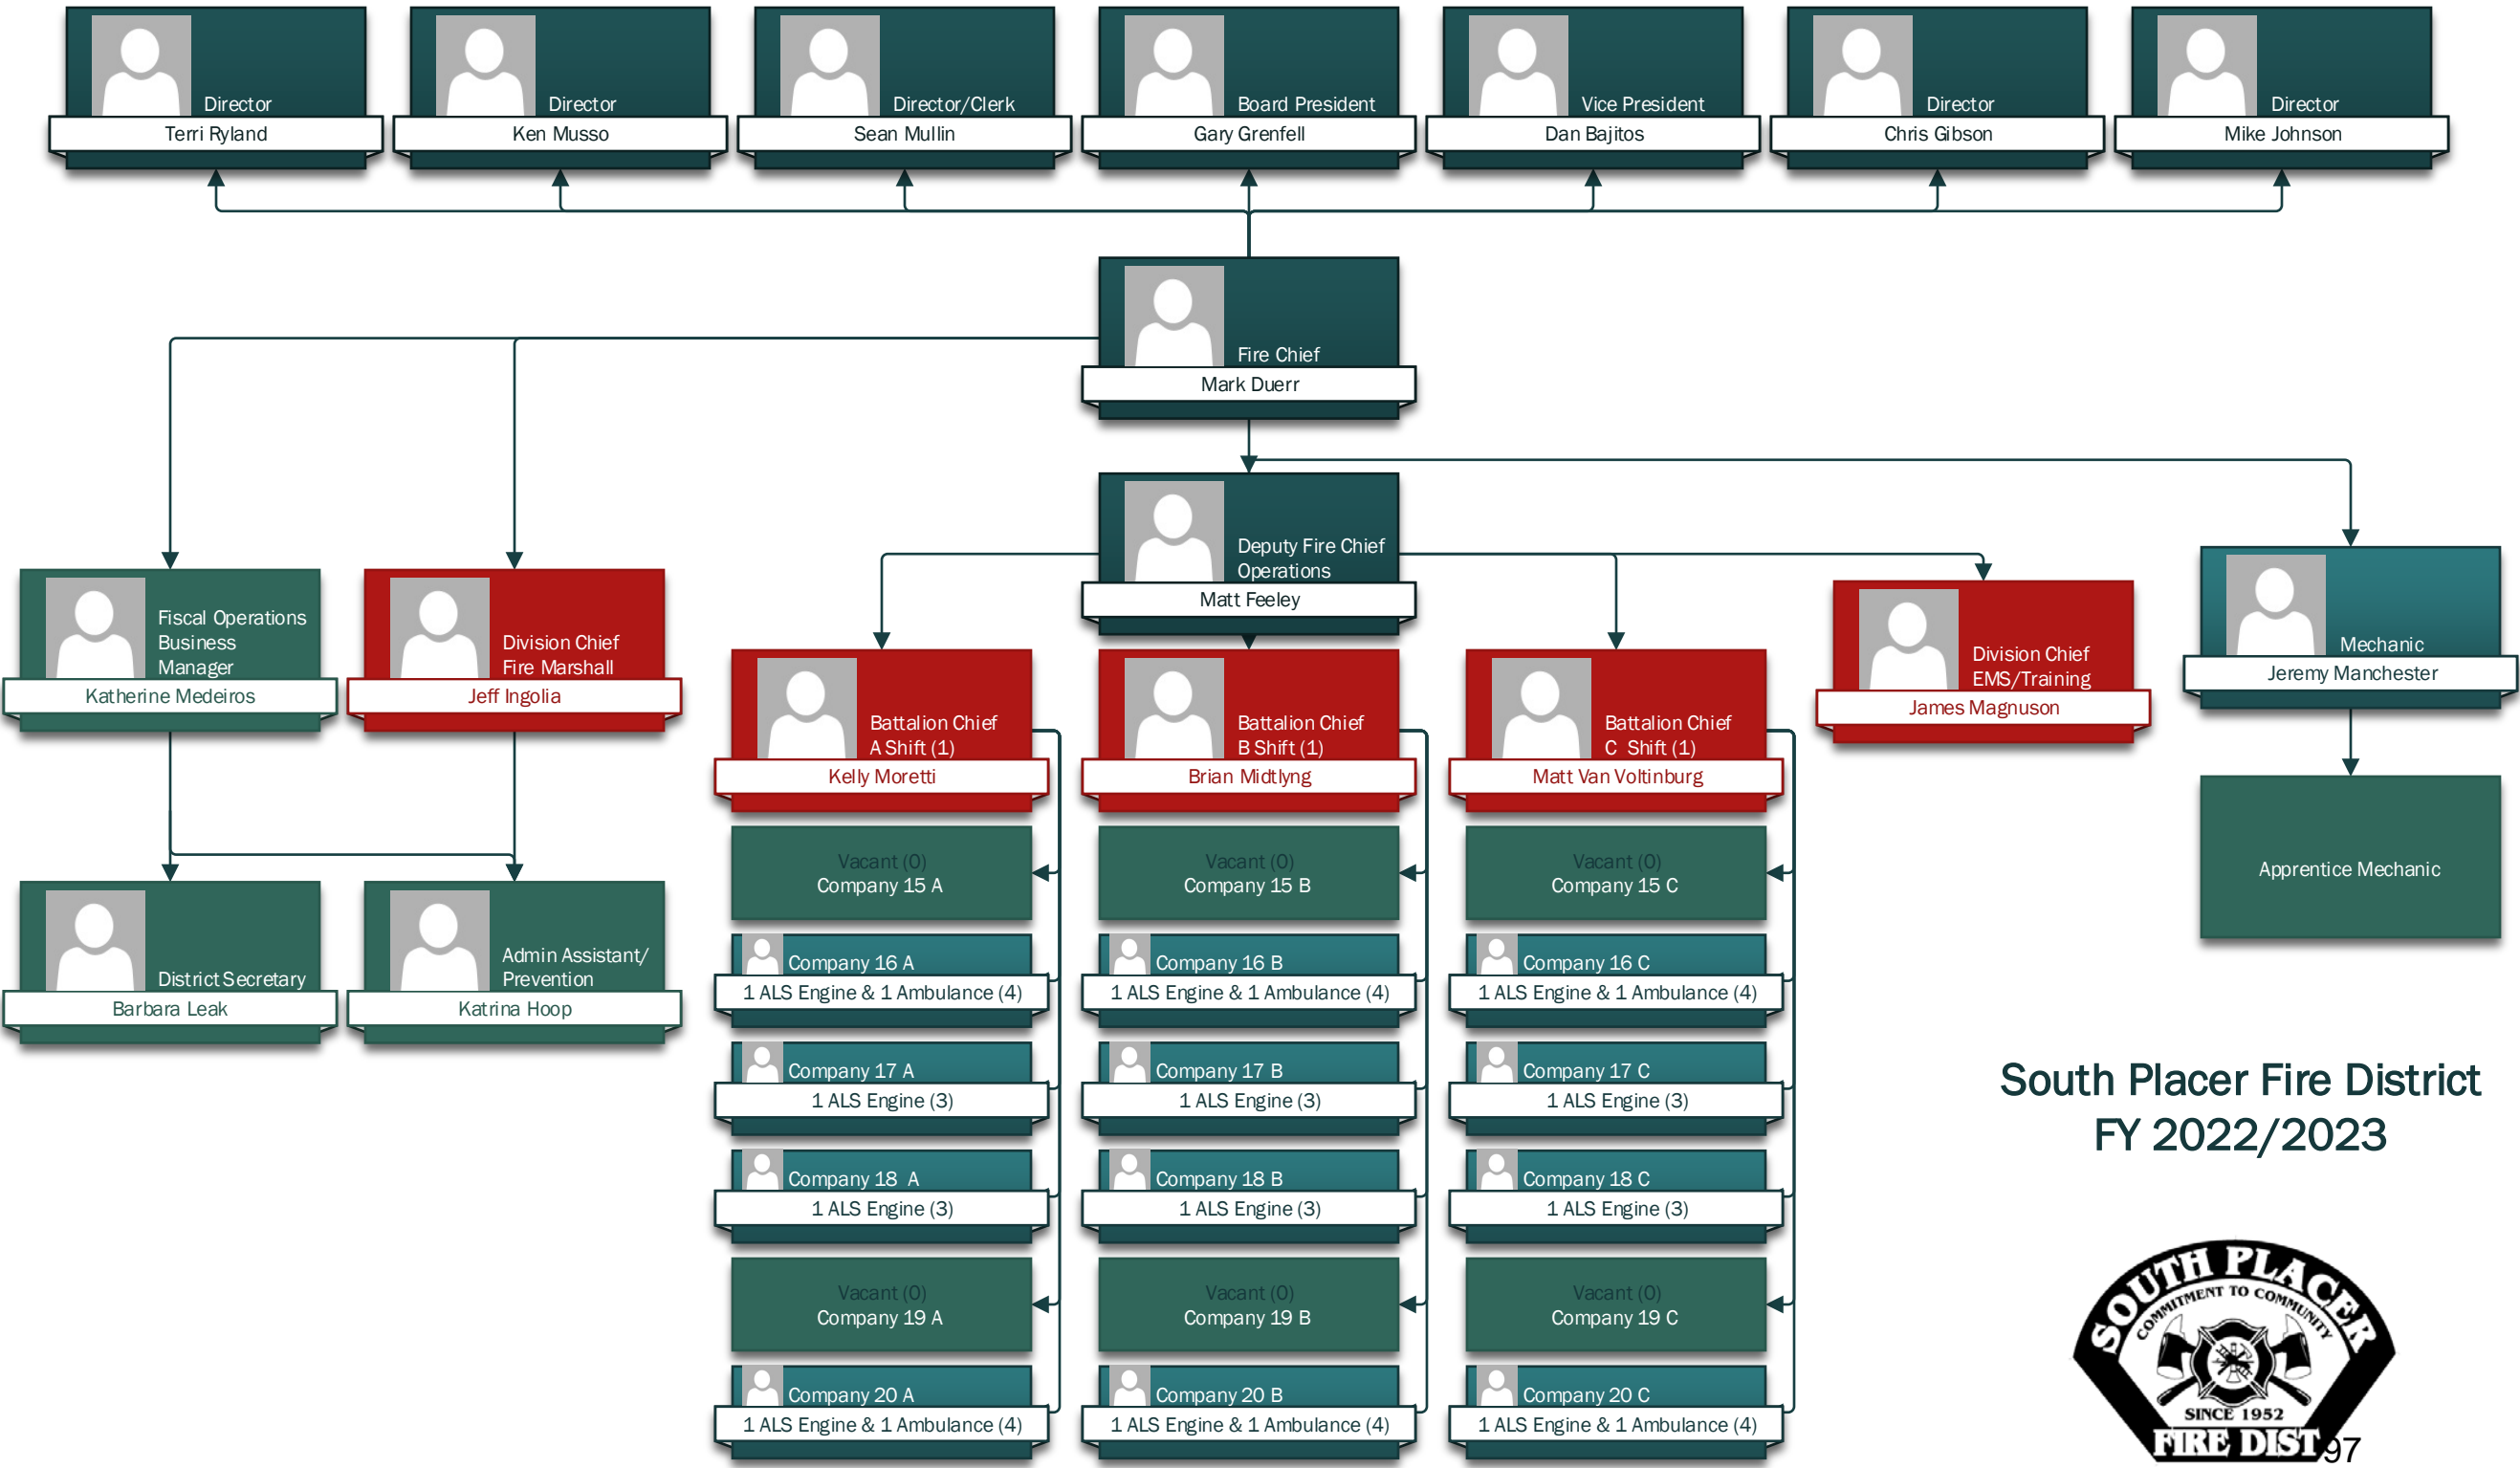 Director
Terri Ryland
Director
Ken Musso
Director/Clerk
Sean Mullin
Board President
Gary Grenfell
Vice President
Dan Bajitos
Director
Chris Gibson
Director
Mike Johnson
Fire Chief
Mark Duerr
Deputy Fire Chief
Operations
Matt Feeley
Fiscal Operations
Business
Manager
Katherine Medeiros
Division Chief
Fire Marshall
Jeff Ingolia
Battalion Chief
A Shift (1)
Kelly Moretti
Battalion Chief
B Shift (1)
Brian Midtlyng
Battalion Chief
C Shift (1)
Matt Van Voltinburg
Division Chief
EMS/Training
James Magnuson
Mechanic
Jeremy Manchester
Apprentice Mechanic
District Secretary
Barbara Leak
Admin Assistant/
Prevention
Katrina Hoop
Vacant (0)
Company 15 A
Vacant (0)
Company 15 B
Vacant (0)
Company 15 C
Company 16 A
1 ALS Engine & 1 Ambulance (4)
Company 16 B
1 ALS Engine & 1 Ambulance (4)
Company 16 C
1 ALS Engine & 1 Ambulance (4)
Company 17 A
1 ALS Engine (3)
Company 17 B
1 ALS Engine (3)
Company 17 C
1 ALS Engine (3)
Company 18 A
1 ALS Engine (3)
Company 18 B
1 ALS Engine (3)
Company 18 C
1 ALS Engine (3)
Vacant (0)
Company 19 A
Vacant (0)
Company 19 B
Vacant (0)
Company 19 C
Company 20 A
1 ALS Engine & 1 Ambulance (4)
Company 20 B
1 ALS Engine & 1 Ambulance (4)
Company 20 C
1 ALS Engine & 1 Ambulance (4)
South Placer Fire District
FY 2022/2023
SOUTH PLACER
COMMITMENT TO COMMUNITY
SINCE 1952
FIRE DIST
97